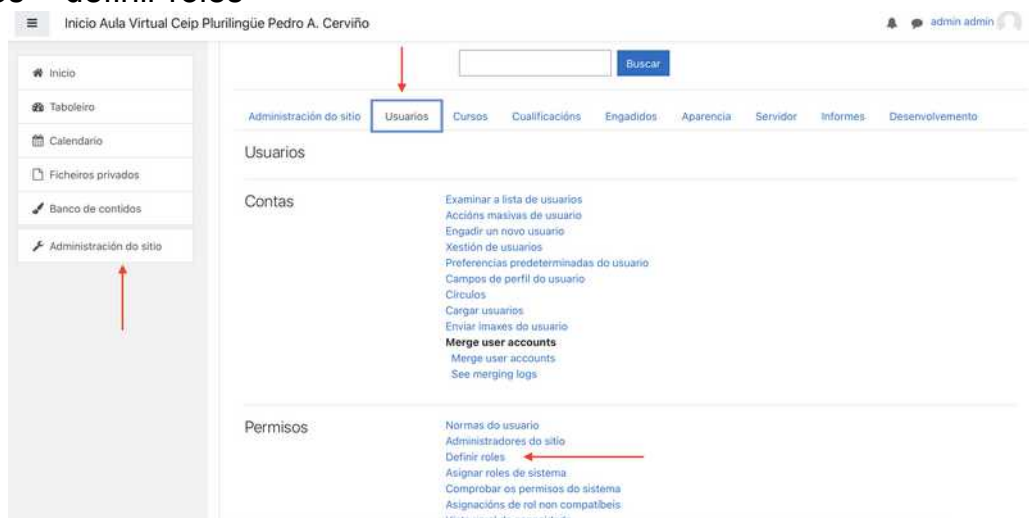 definir roles
Inicio Aula Virtual Ceip Plurilingüe Pedro A. Cerviño
admin admin
Buscar
Inicio
Taboleiro
Calendario
Ficheiros privados
Banco de contidos
Administración do sitio
Administración do sitio Usuarios Cursos Cualificacións Engadidos Aparencia Servidor Informes Desenvolvemento
Usuarios
Contas
Examinar a lista de usuarios
Accións masivas de usuario
Engadir un novo usuario
Xestión de usuarios
Preferencias predeterminadas do usuario
Campos de perfil do usuario
Círculos
Cargar usuarios
Enviar imaxes do usuario
Merge user accounts
Merge user accounts
See merging logs
Permisos
Normas do usuario
Administradores do sitio
Definir roles
Asignar roles de sistema
Comprobar os permisos do sistema
Asignacións de rol non compatíbeis